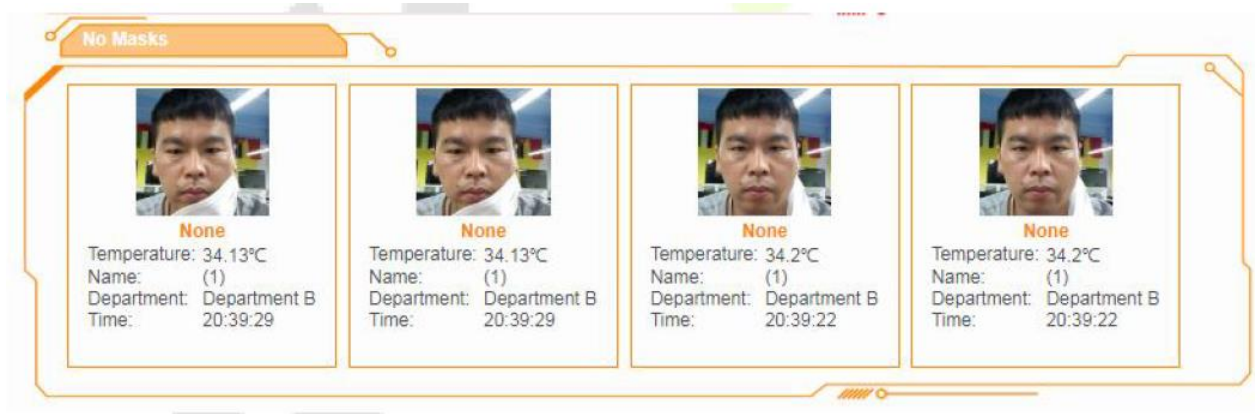 No Masks
None
Temperature: 34.13℃
Name: (1)
Department: Department B
Time: 20:39:29
None
Temperature: 34.13℃
Name: (1)
Department: Department B
Time: 20:39:29
None
Temperature: 34.2℃
Name: (1)
Department: Department B
Time: 20:39:22
None
Temperature: 34.2℃
Name: (1)
Department: Department B
Time: 20:39:22